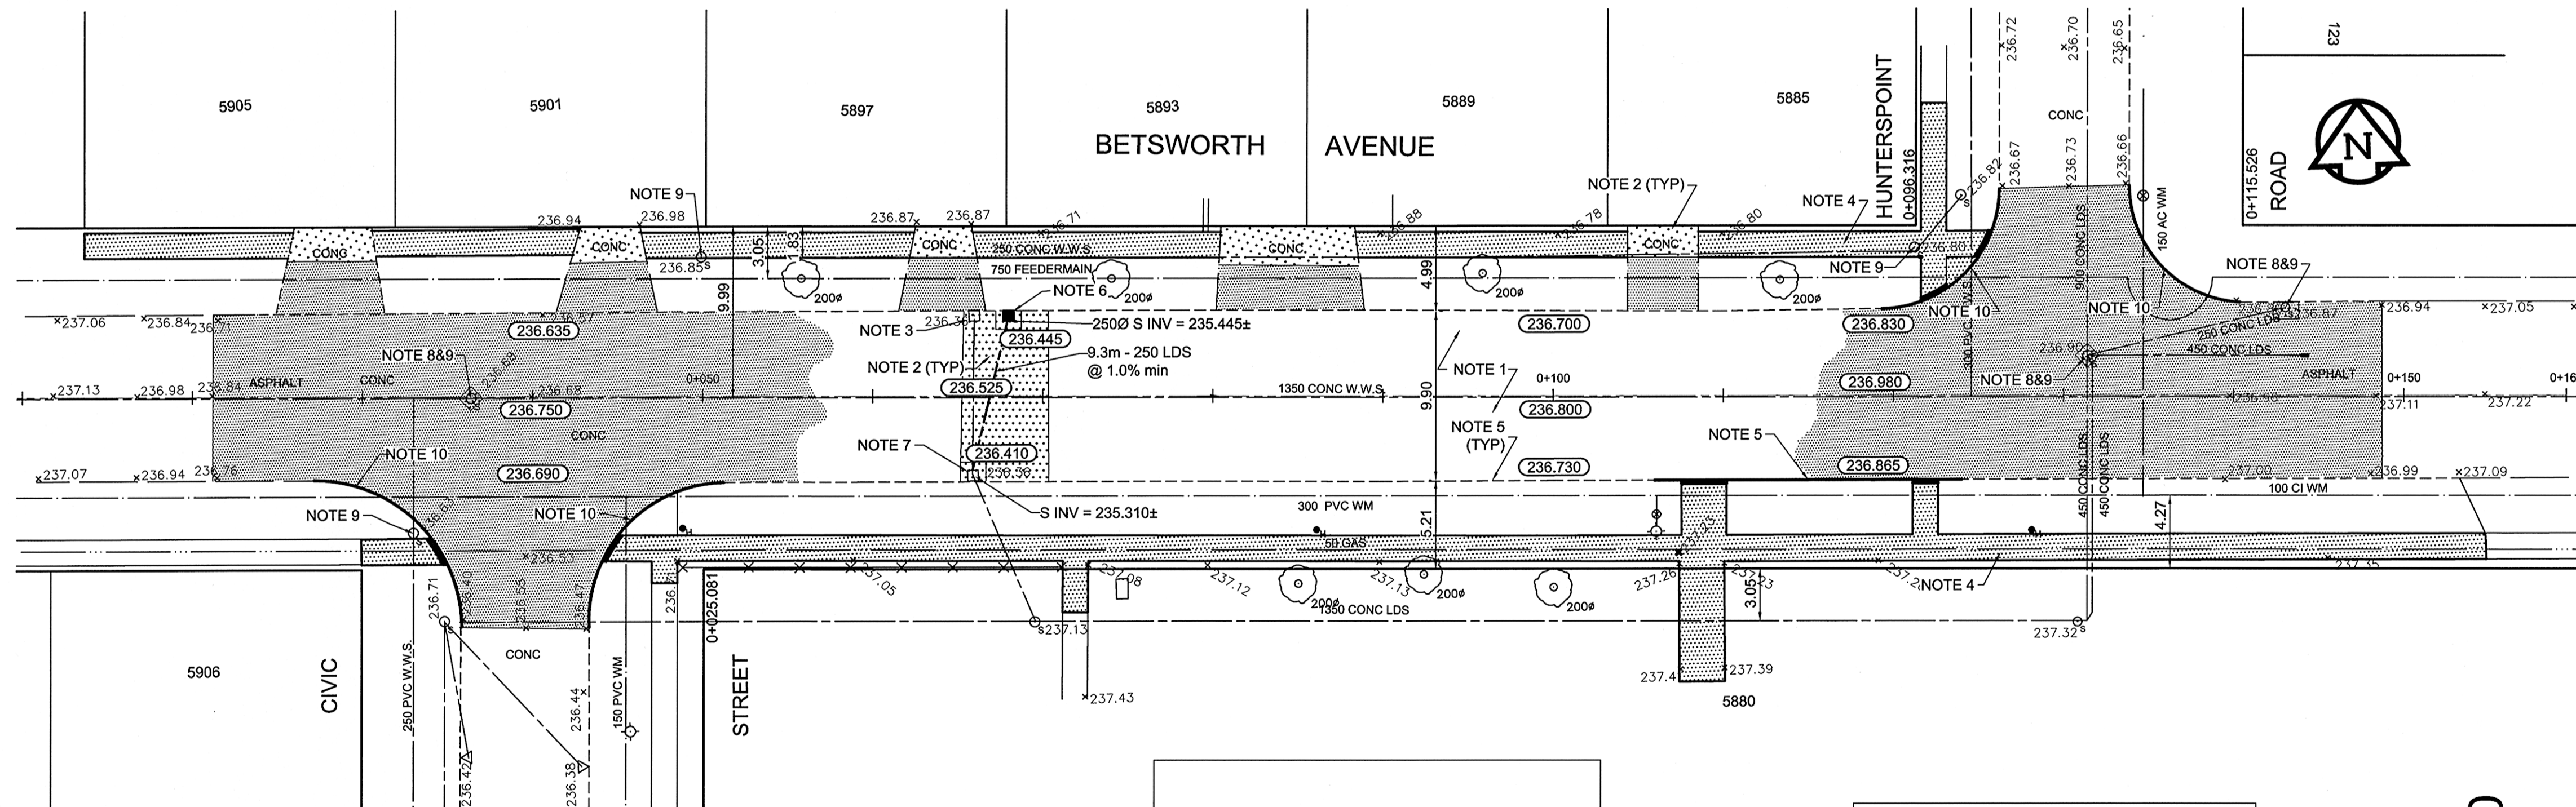 5905
5901
5897
5893
5889
5885
BETSWORTH AVENUE
HUNTERSPOINT
ROAD
0+096.316
0+115.526
123
N
236.72
236.70
236.65
CONC
236.67
236.73
236.66
236.82
NOTE 9
NOTE 2 (TYP)
NOTE 4
236.94
236.98
236.87
236.87
236.88
236.78
236.80
CONC
CONC
CONC
CONC
CONC
250 CONC W.W.S.
236.85
S
3.05
1.83
750 FEEDERMAIN
NOTE 9
236.80
900 CONC LDS
150 AC WM
NOTE 8&9
200ø
200ø
200ø
200ø
9.99
4.99
NOTE 6
NOTE 10
NOTE 10
237.06
236.84
236.71
236.635
NOTE 3
250Ø S INV = 235.445±
236.445
236.700
236.830
250 CONC LDS
236.87
236.94
237.05
NOTE 8&9
236.68
NOTE 2 (TYP)
9.3m - 250 LDS
@ 1.0% min
NOTE 1
300 PVC W.W.S.
236.90
450 CONC LDS
237.13
236.98
236.84
ASPHALT
CONC
236.68
0+050
236.525
1350 CONC W.W.S.
0+100
236.980
NOTE 8&9
ASPHALT
0+150
0+16
236.750
9.90
236.800
236.98
237.11
237.22
CONC
NOTE 5
(TYP)
NOTE 5
NOTE 10
NOTE 7
236.410
236.36
237.07
236.94
236.76
236.690
236.730
236.865
450 CONC LDS
450 CONC LDS
237.00
236.99
237.09
100 CI WM
NOTE 9
236.63
NOTE 10
S INV = 235.310±
300 PVC WM
5.21
4.27
236.53
50 GAS
237.23
236.71
236.40
236.55
236.47
0+025.081
237.05
237.08
237.12
237.13
237.26
237.23
NOTE 4
237.35
200ø
200ø
200ø
1350 CONC LDS
3.05
S
237.13
237.32
S
5906
CIVIC
250 PVC W.W.S.
CONC
150 PVC WM
STREET
236.44
237.43
237.39
5880
236.42
236.38